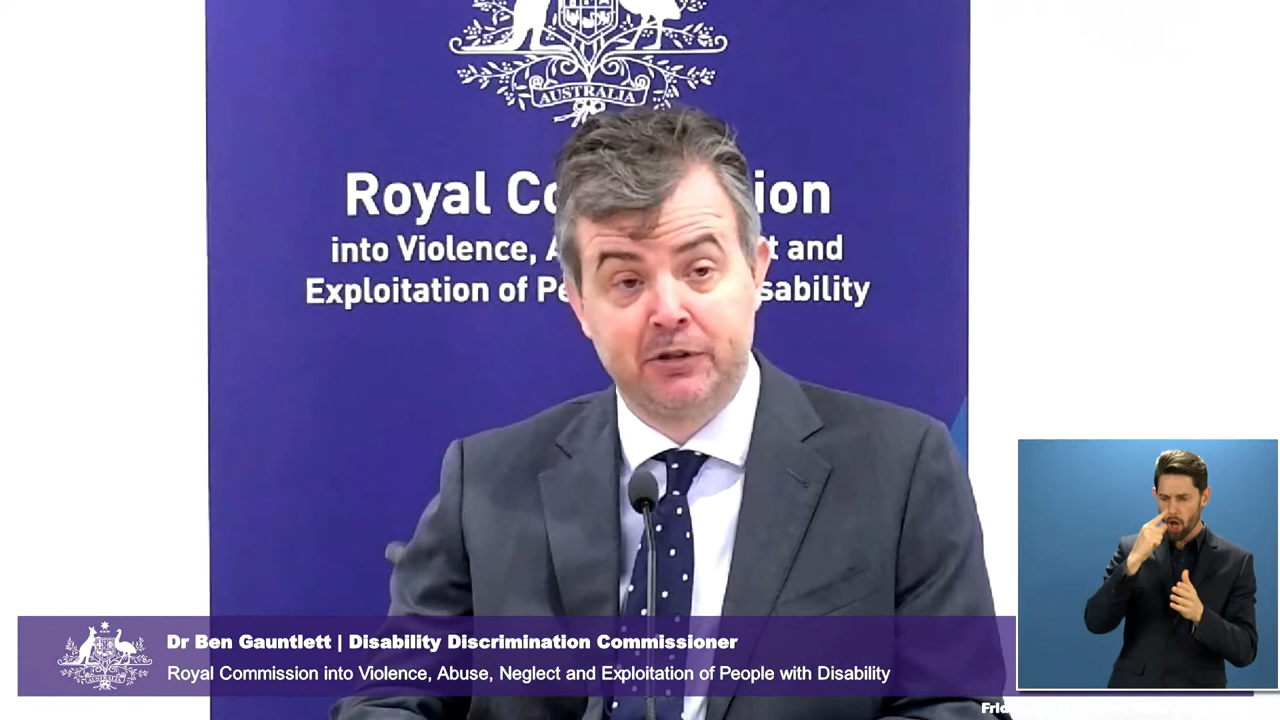 AUSTRALIA
Royal Co ion
into Violence, A t and
Exploitation of Pe sability
Dr Ben Gauntlett | Disability Discrimination Commissioner
Royal Commission into Violence, Abuse, Neglect and Exploitation of People with Disability